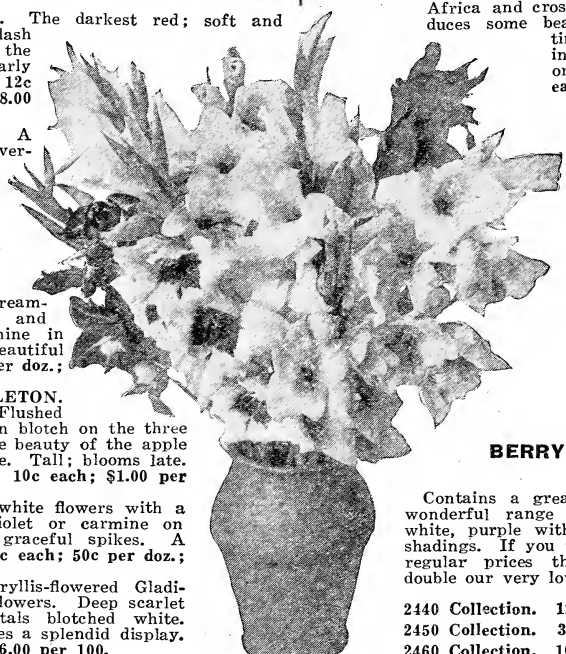 . The darkest red; soft and
lash
the
arly
12c
8.00
A
ver-
ream-
and
nine in
eautiful
er doz.;
LETON.
Flushed
n blotch on the three
e beauty of the apple
e. Tall; blooms late.
10c each; $1.00 per
white flowers with a
iolet or carmine on
graceful spikes. A
c each; 50c per doz.;
ryllis-flowered Gladi-
lowers. Deep scarlet
tals blotched white.
es a splendid display.
6.00 per 100.
Africa and cros
duces some bea
tin
in
or
ea
BERRY
Contains a grea
wonderful range
white, purple with
shadings. If you
regular prices th
double our very lo
2440 Collection. 1
2450 Collection. 3
2460 Collection. 10